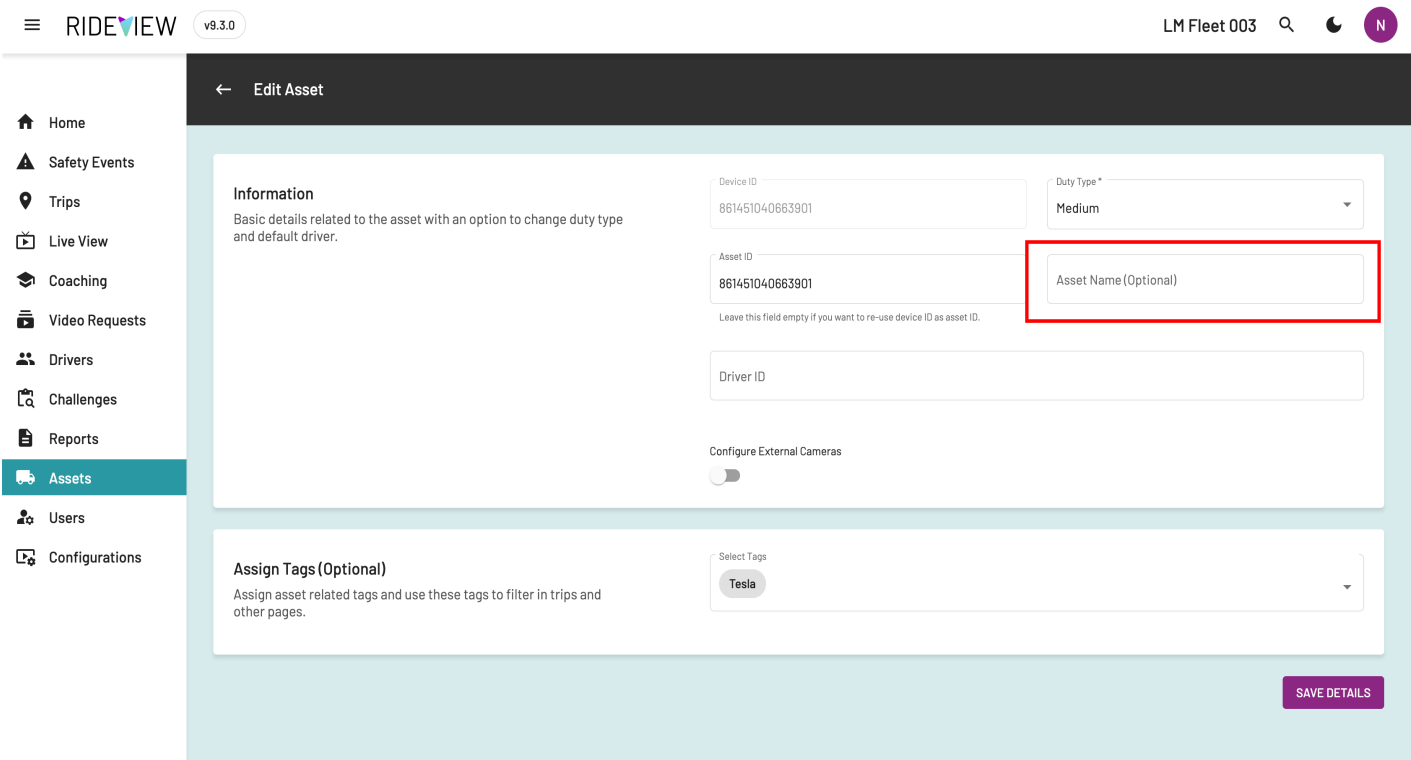 RIDEVIEW v9.3.0
LM Fleet 003
N
Edit Asset
Home
Safety Events
Trips
Live View
Coaching
Video Requests
Drivers
Challenges
Reports
Assets
Users
Configurations
Information
Basic details related to the asset with an option to change duty type
and default driver.
Device ID
861451040663901
Duty Type *
Medium
Asset ID
861451040663901
Leave this field empty if you want to re-use device ID as asset ID.
Asset Name (Optional)
Driver ID
Configure External Cameras
Assign Tags (Optional)
Assign asset related tags and use these tags to filter in trips and
other pages.
Select Tags
Tesla
SAVE DETAILS